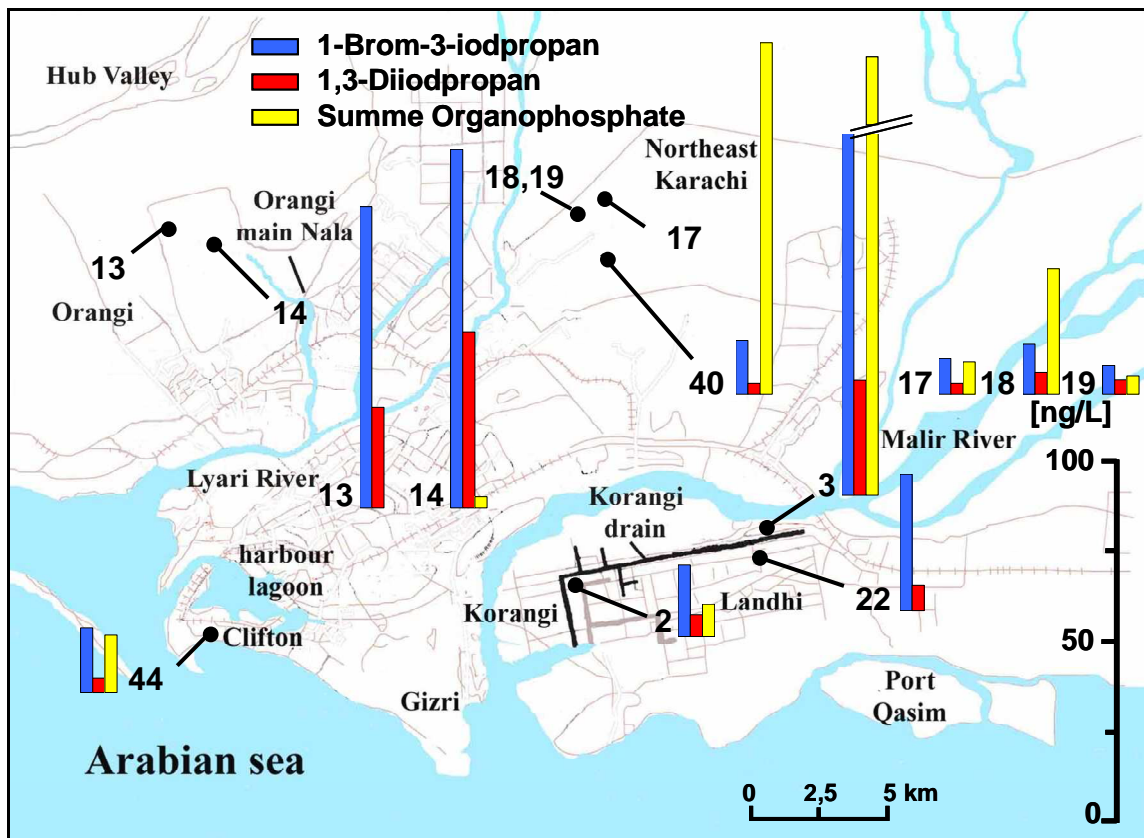 1-Brom-3-iodpropan
1,3-Diiodpropan
Summe Organophosphate
Hub Valley
Northeast
Karachi
18,19
17
Orangi
main Nala
13
14
Orangi
40
17
18
19
[ng/L]
Malir River
Lyari River
13
14
3
Korangi
drain
100
harbour
lagoon
Korangi
2
Landhi
22
50
Clifton
44
Gizri
Port
Qasim
Arabian sea
0
2,5
5 km
0